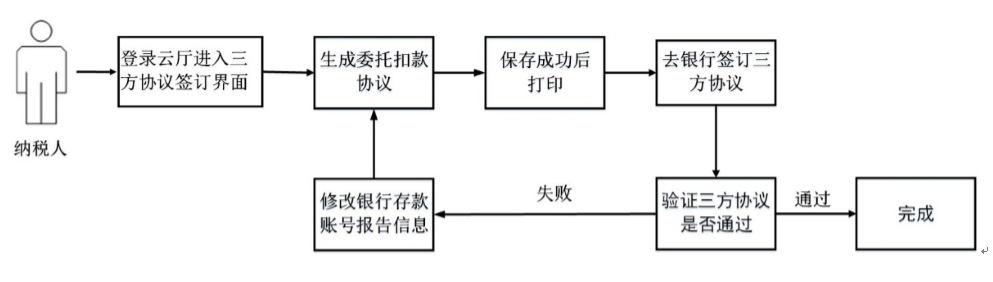 纳税人
登录云厅进入三
方协议签订界面
生成委托扣款
协议
保存成功后
打印
去银行签订三
方协议
验证三方协议
是否通过
通过
完成
失败
修改银行存款
账号报告信息